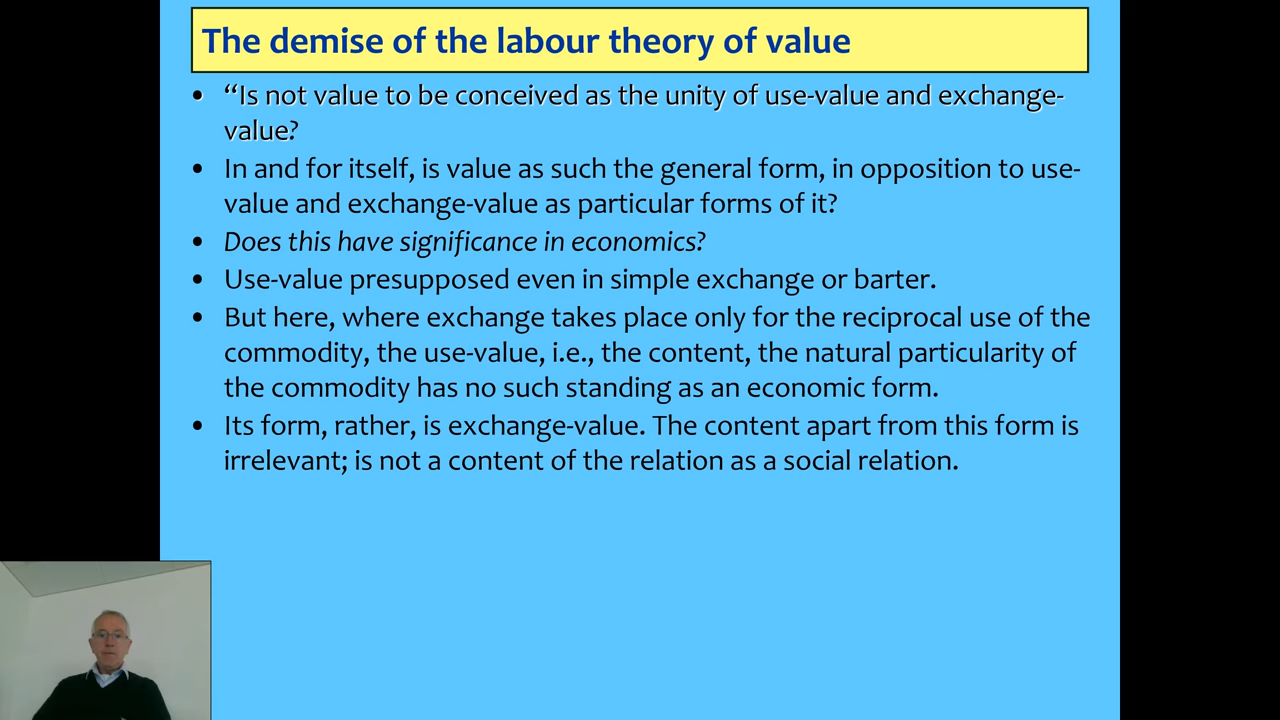 The demise of the labour theory of value
• “Is not value to be conceived as the unity of use-value and exchange-
value?
• In and for itself, is value as such the general form, in opposition to use-
value and exchange-value as particular forms of it?
• Does this have significance in economics?
• Use-value presupposed even in simple exchange or barter.
• But here, where exchange takes place only for the reciprocal use of the
commodity, the use-value, i.e., the content, the natural particularity of
the commodity has no such standing as an economic form.
• Its form, rather, is exchange-value. The content apart from this form is
irrelevant; is not a content of the relation as a social relation.